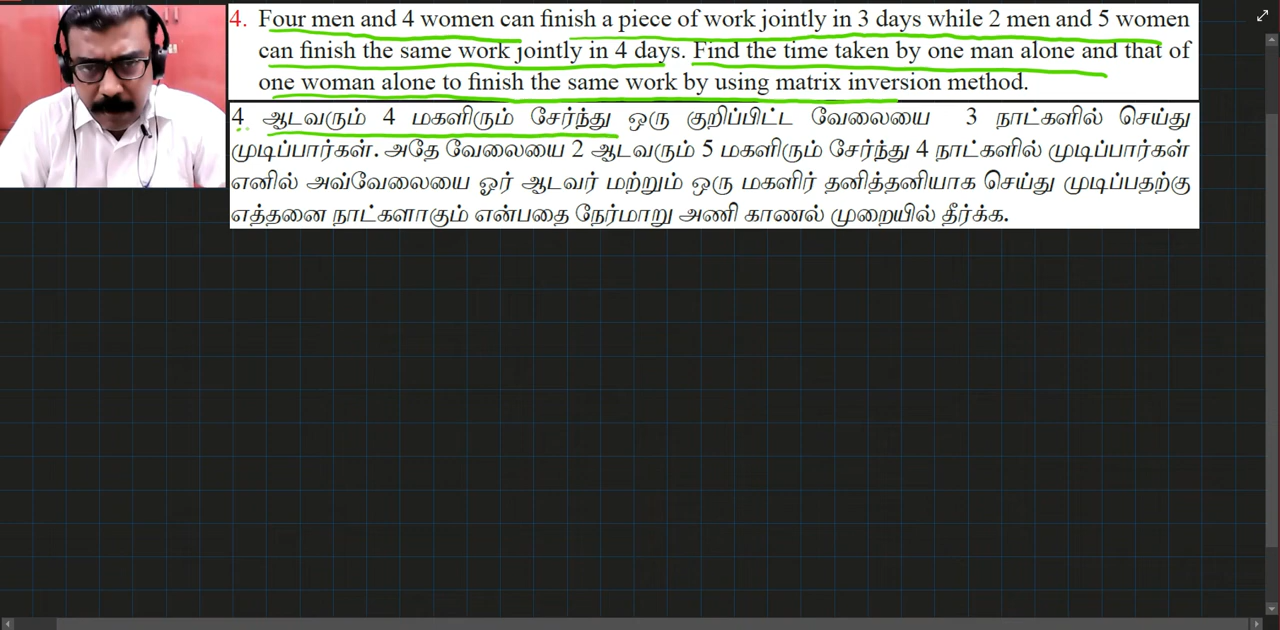 4. Four men and 4 women can finish a piece of work jointly in 3 days while 2 men and 5 women
can finish the same work jointly in 4 days. Find the time taken by one man alone and that of
one woman alone to finish the same work by using matrix inversion method.
4 ஆடவரும் 4 மகளிரும் சேர்ந்து ஒரு குறிப்பிட்ட வேலையை 3 நாட்களில் செய்து
முடிப்பார்கள். அதே வேலையை 2 ஆடவரும் 5 மகளிரும் சேர்ந்து 4 நாட்களில் முடிப்பார்கள்
எனில் அவ்வேலையை ஓர் ஆடவர் மற்றும் ஒரு மகளிர் தனித்தனியாக செய்து முடிப்பதற்கு
எத்தனை நாட்களாகும் என்பதை நேர்மாறு அணி காணல் முறையில் தீர்க்க.